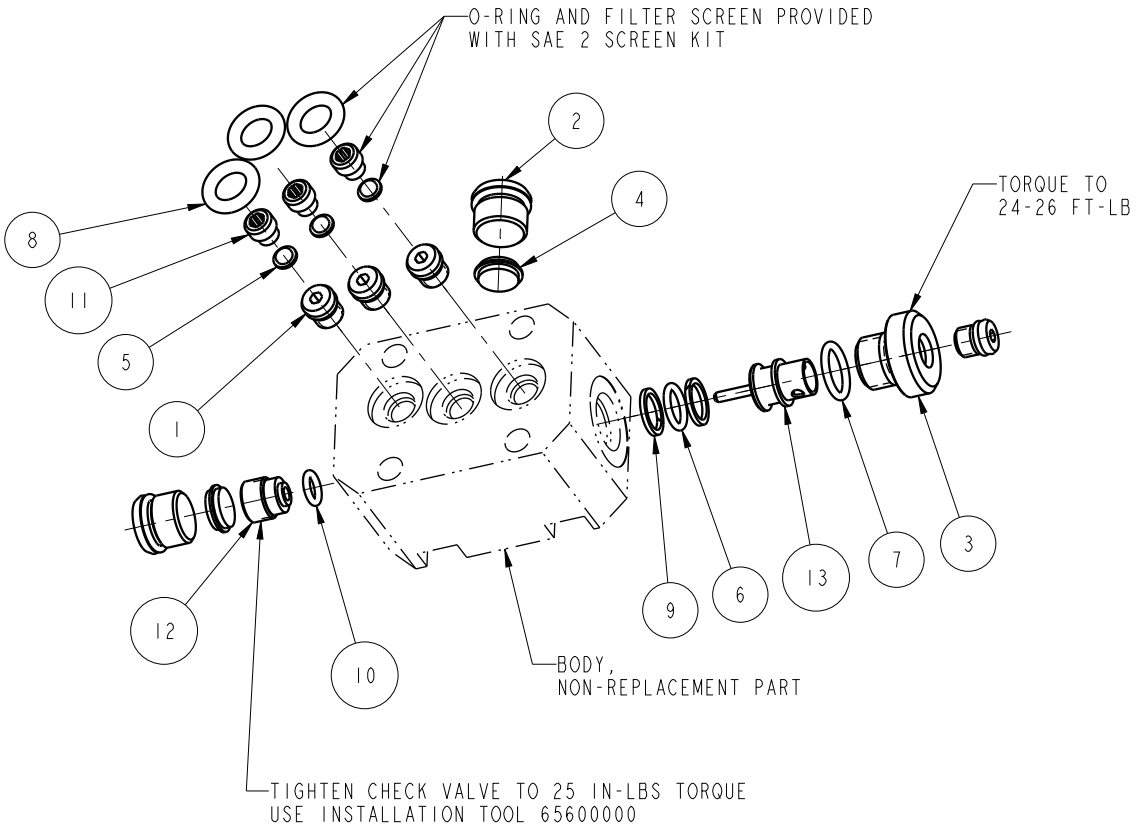 O-RING AND FILTER SCREEN PROVIDED
WITH SAE 2 SCREEN KIT
2
TORQUE TO
24-26 FT-LB
4
8
11
5
1
3
7
13
6
9
12
10
BODY,
NON-REPLACEMENT PART
TIGHTEN CHECK VALVE TO 25 IN-LBS TORQUE
USE INSTALLATION TOOL 65600000